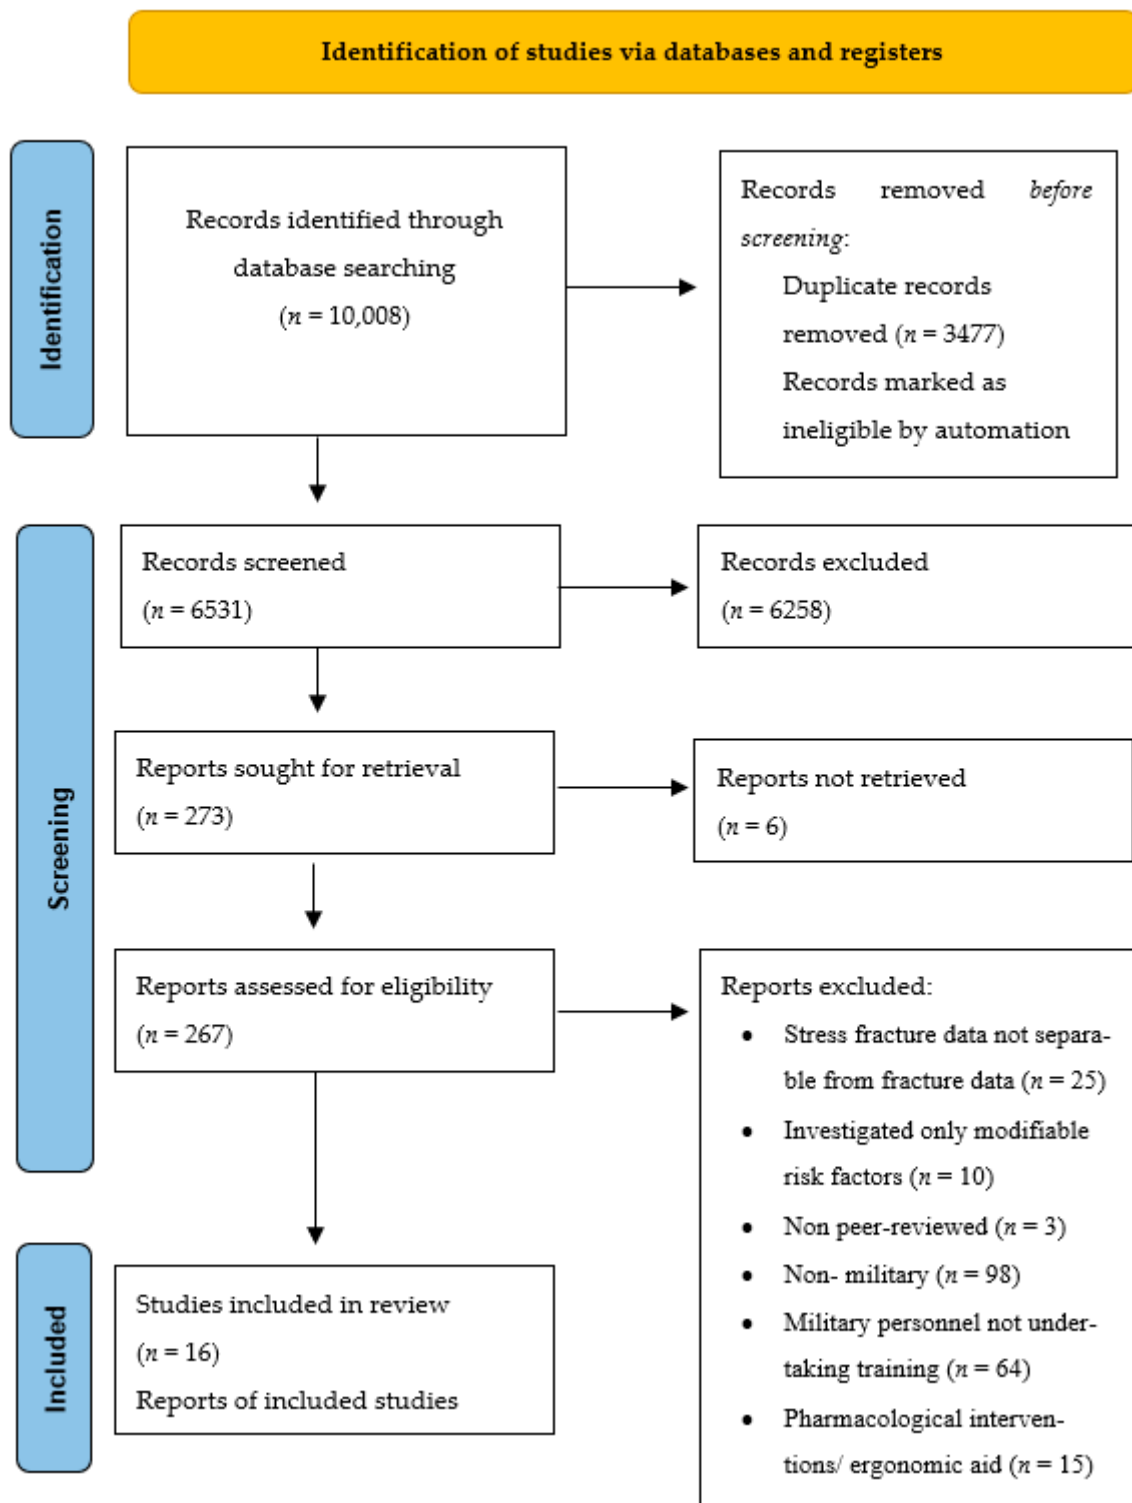 Identification of studies via databases and registers
Identification
Records identified through
database searching
(n = 10,008)
Records removed before
screening:
Duplicate records
removed (n = 3477)
Records marked as
ineligible by automation
Screening
Records screened
(n = 6531)
Records excluded
(n = 6258)
Reports sought for retrieval
(n = 273)
Reports not retrieved
(n = 6)
Reports assessed for eligibility
(n = 267)
Reports excluded:
• Stress fracture data not separa-
ble from fracture data (n = 25)
• Investigated only modifiable
risk factors (n = 10)
• Non peer-reviewed (n = 3)
• Non- military (n = 98)
• Military personnel not under-
taking training (n = 64)
• Pharmacological interven-
tions/ ergonomic aid (n = 15)
Included
Studies included in review
(n = 16)
Reports of included studies